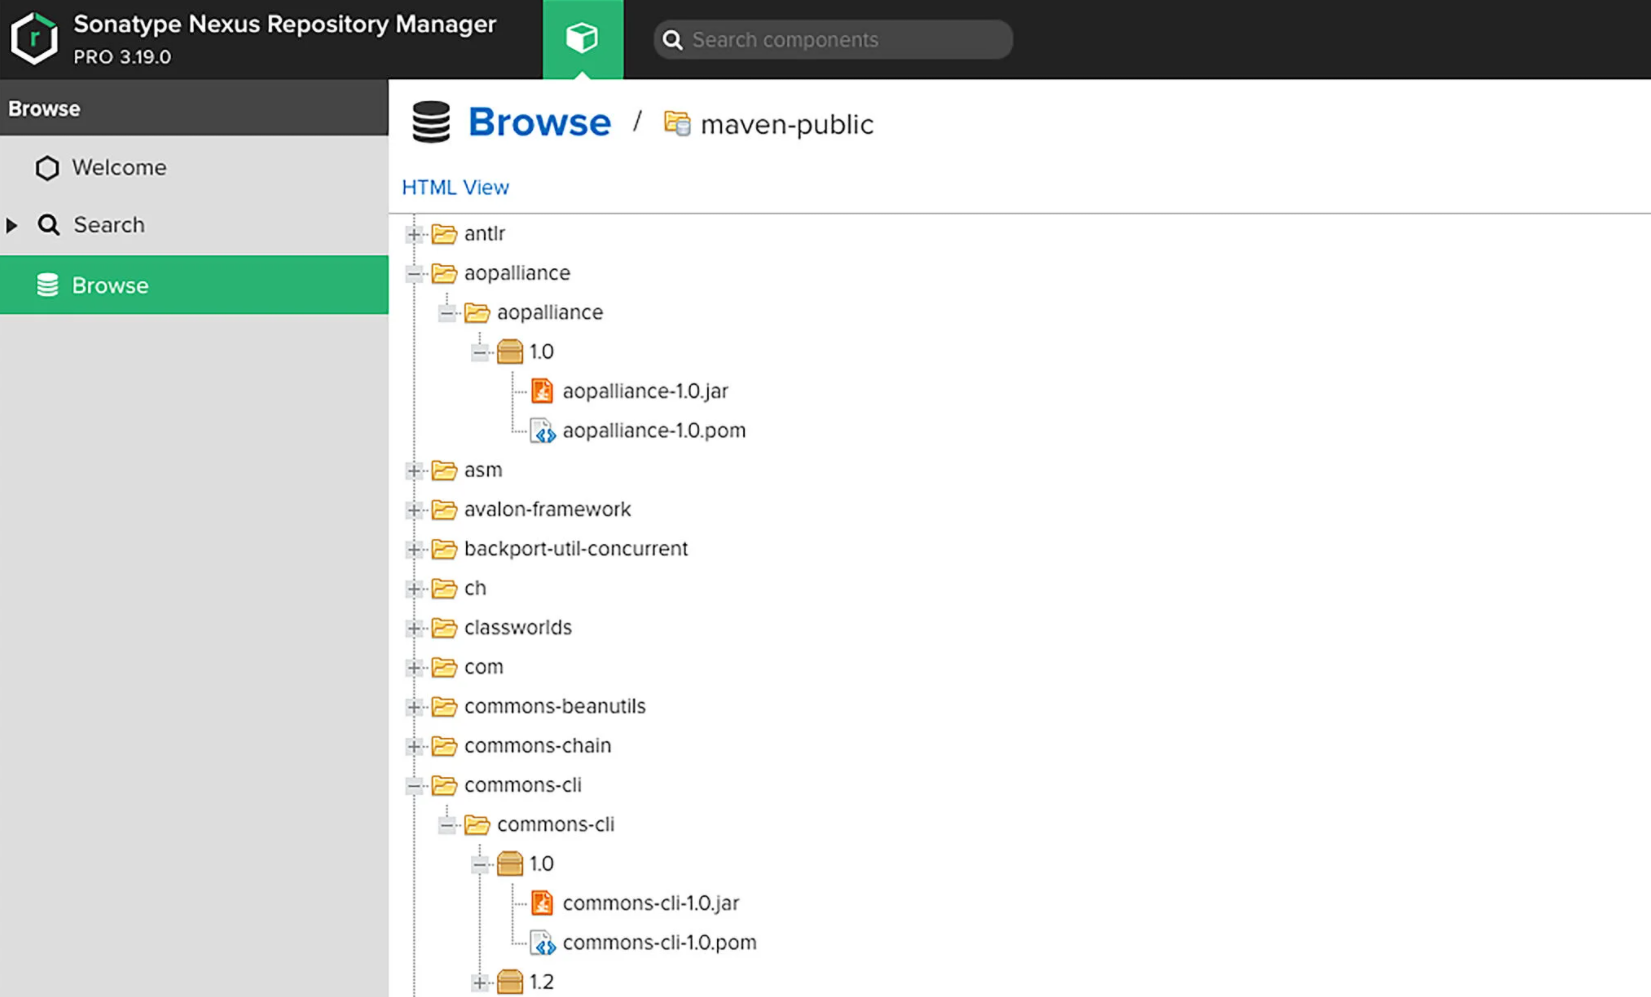 Sonatype Nexus Repository Manager
PRO 3.19.0
Search components
Browse
Welcome
Search
Browse
Browse / maven-public
HTML View
antlr
aopalliance
aopalliance
1.0
aopalliance-1.0.jar
aopalliance-1.0.pom
asm
avalon-framework
backport-util-concurrent
ch
classworlds
com
commons-beanutils
commons-chain
commons-cli
commons-cli
1.0
commons-cli-1.0.jar
commons-cli-1.0.pom
1.2